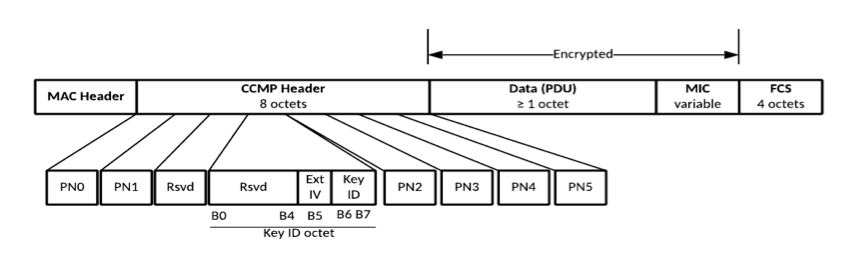 Encrypted
MAC Header
CCMP Header
8 octets
Data (PDU)
≥ 1 octet
MIC
variable
FCS
4 octets
PN0
PN1
Rsvd
Rsvd
Ext
IV
Key
ID
PN2
PN3
PN4
PN5
B0
B4
B5
B6 B7
Key ID octet